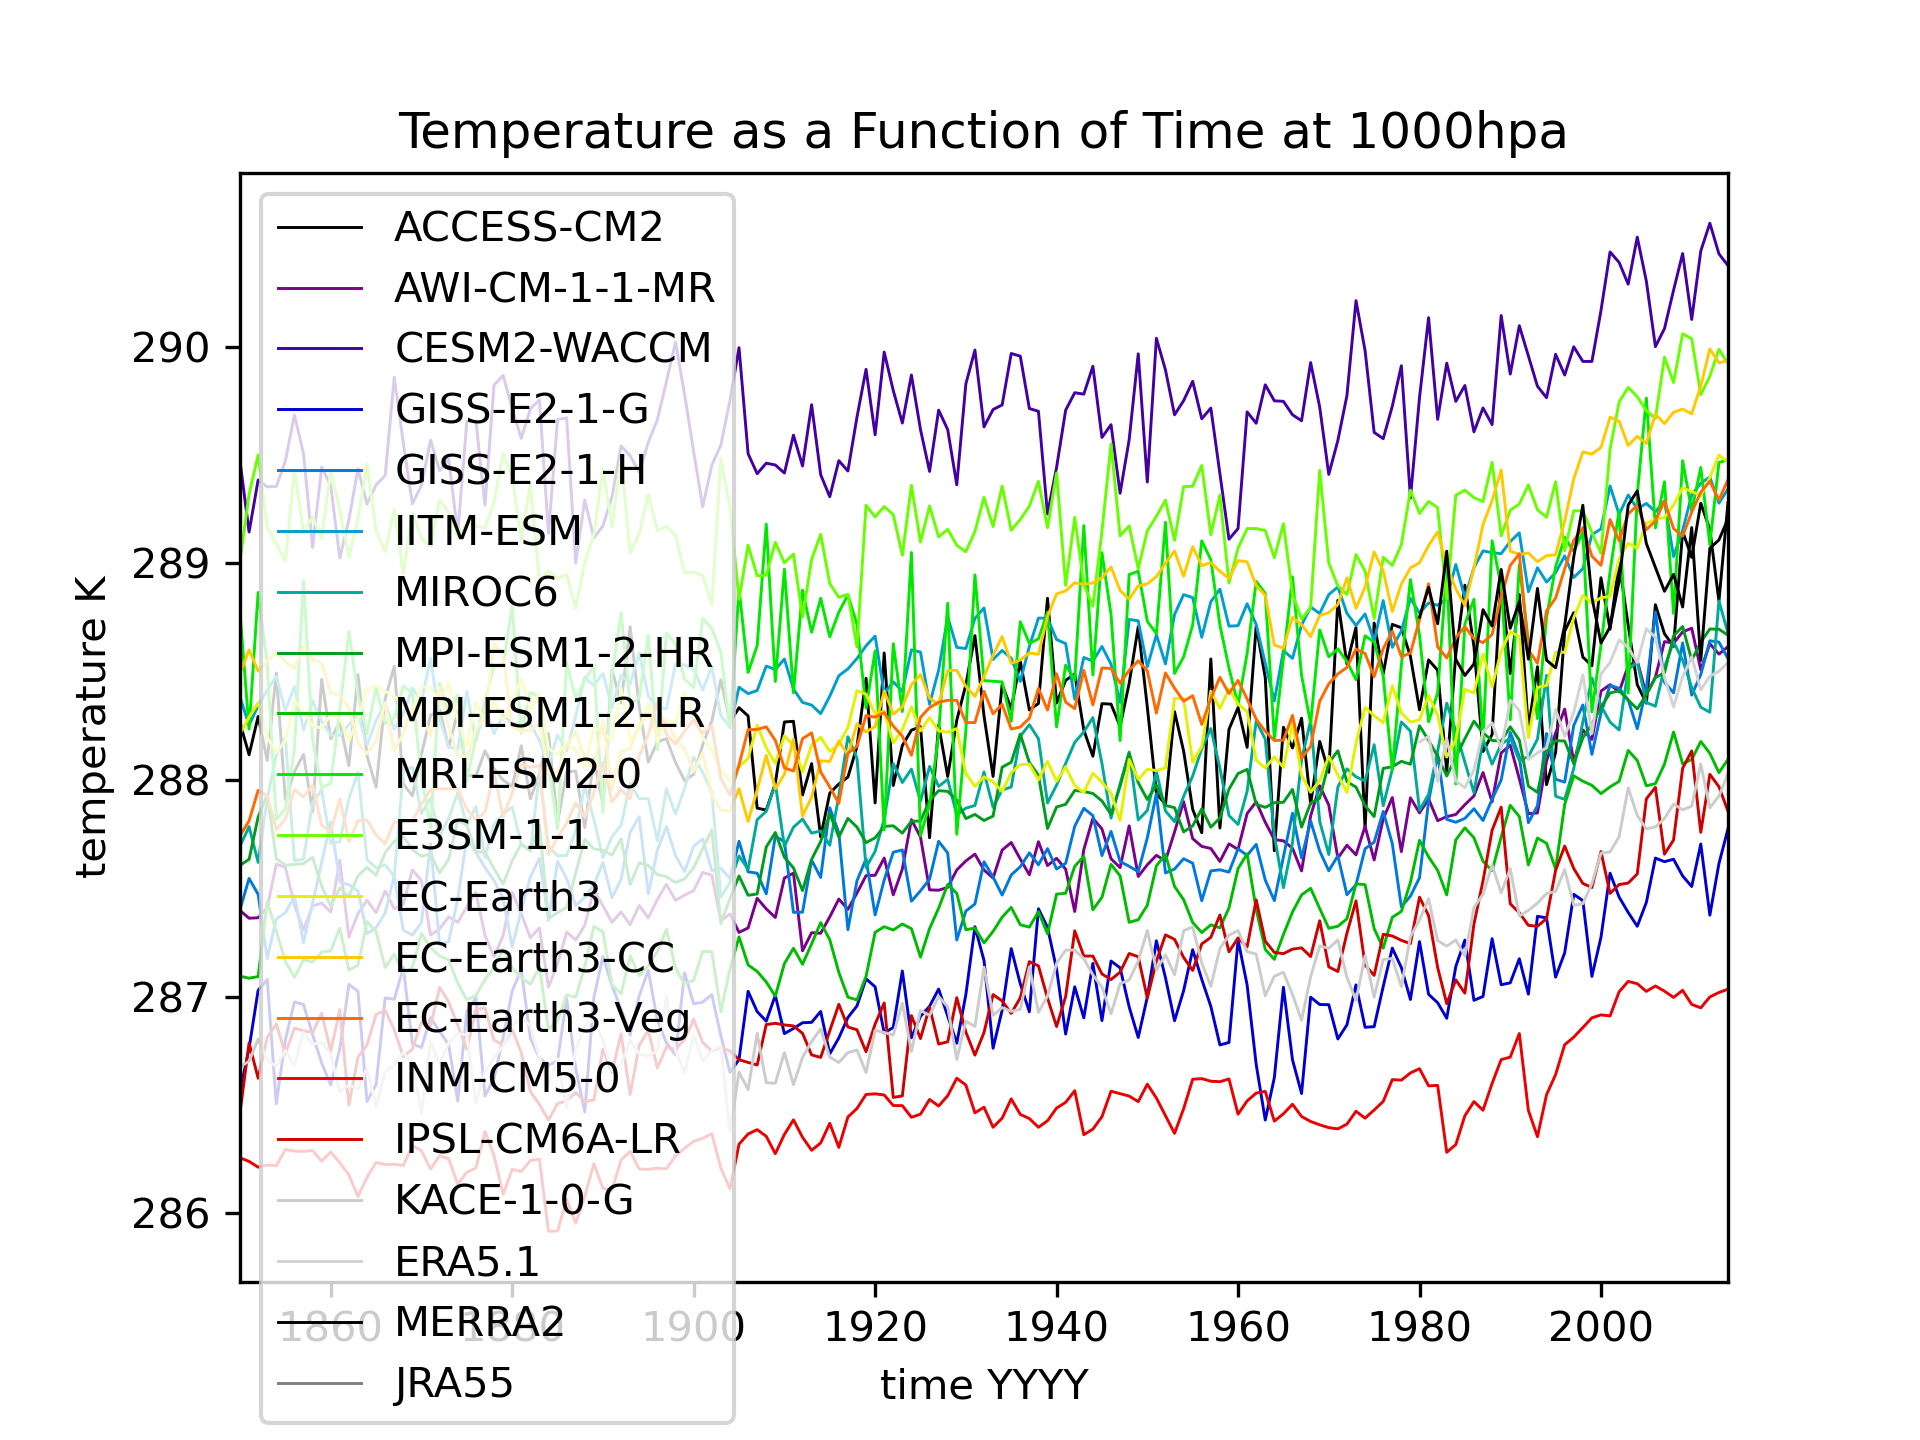 Temperature as a Function of Time at 1000hpa
temperature K
290
289
288
287
286
ACCESS-CM2
AWI-CM-1-1-MR
CESM2-WACCM
GISS-E2-1-G
GISS-E2-1-H
IITM-ESM
MIROC6
MPI-ESM1-2-HR
MPI-ESM1-2-LR
MRI-ESM2-0
E3SM-1-1
EC-Earth3
EC-Earth3-CC
EC-Earth3-Veg
INM-CM5-0
IPSL-CM6A-LR
KACE-1-0-G
ERA5.1
MERRA2
JRA55
1860 1880 1900 1920 1940 1960 1980 2000
time YYYY